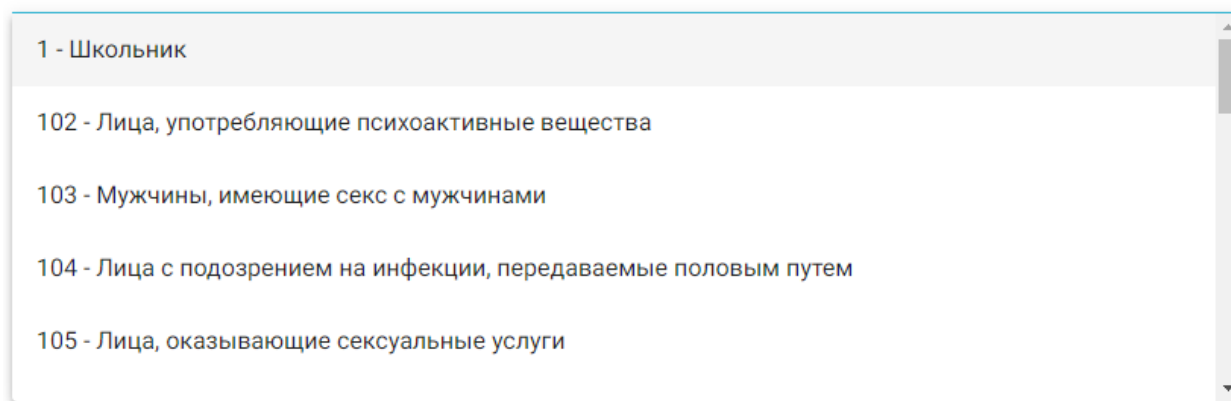 1 - Школьник
102 - Лица, употребляющие психоактивные вещества
103 - Мужчины, имеющие секс с мужчинами
104 - Лица с подозрением на инфекции, передаваемые половым путем
105 - Лица, оказывающие сексуальные услуги